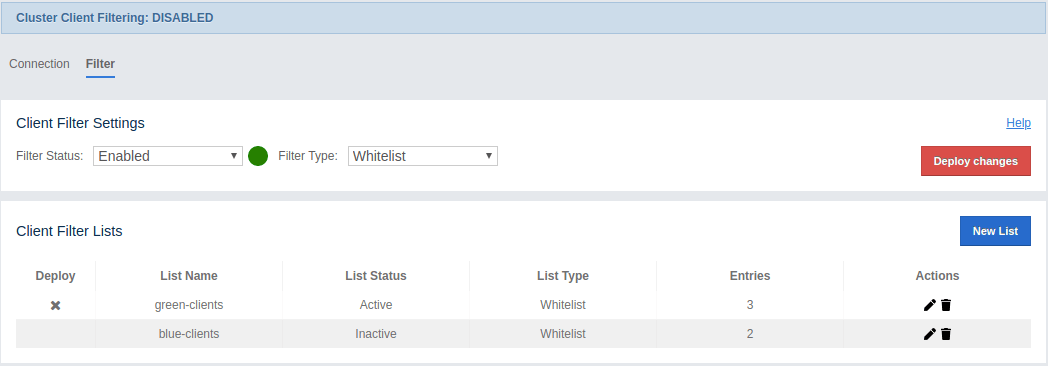 Cluster Client Filtering: DISABLED
Connection Filter
Client Filter Settings Help
Filter Status: Enabled Filter Type: Whitelist Deploy changes
Client Filter Lists New List
Deploy List Name List Status List Type Entries Actions
green-clients Active Whitelist 3
blue-clients Inactive Whitelist 2